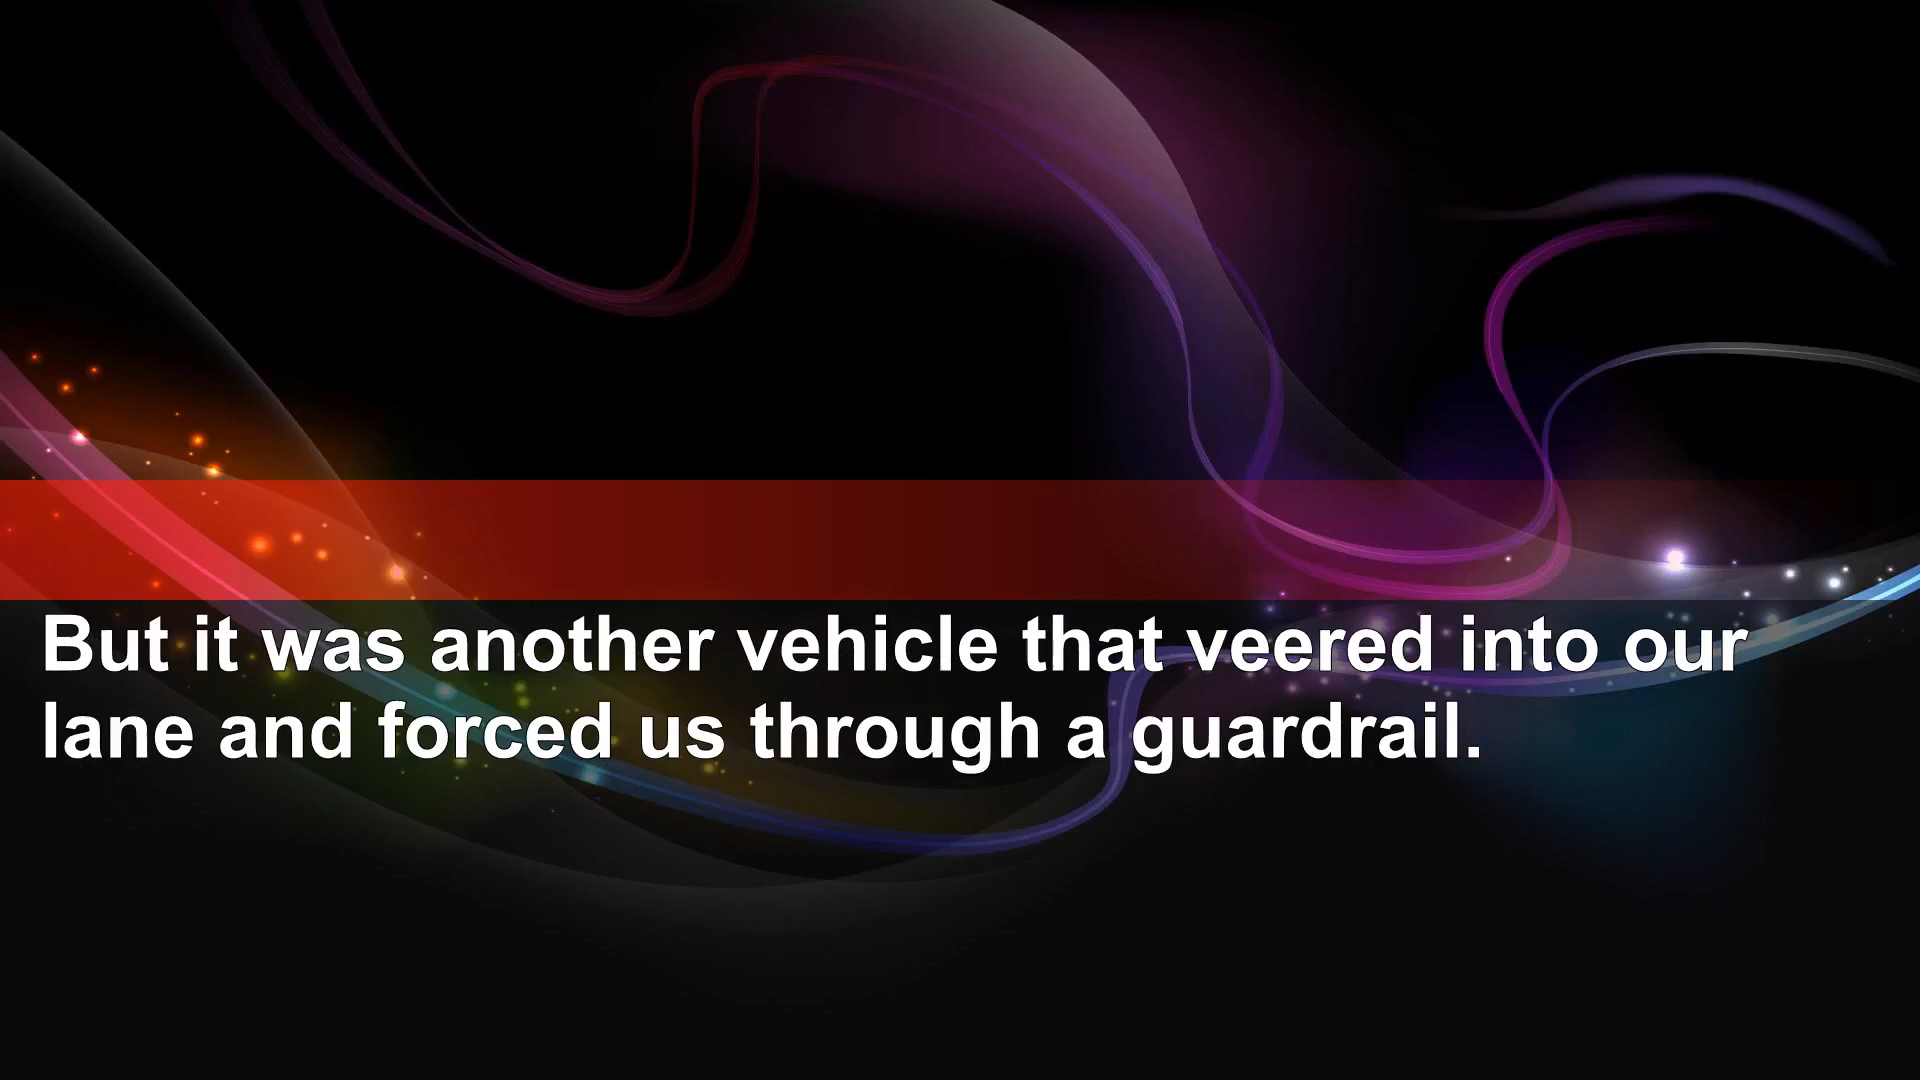 But it was another vehicle that veered into our
lane and forced us through a guardrail.